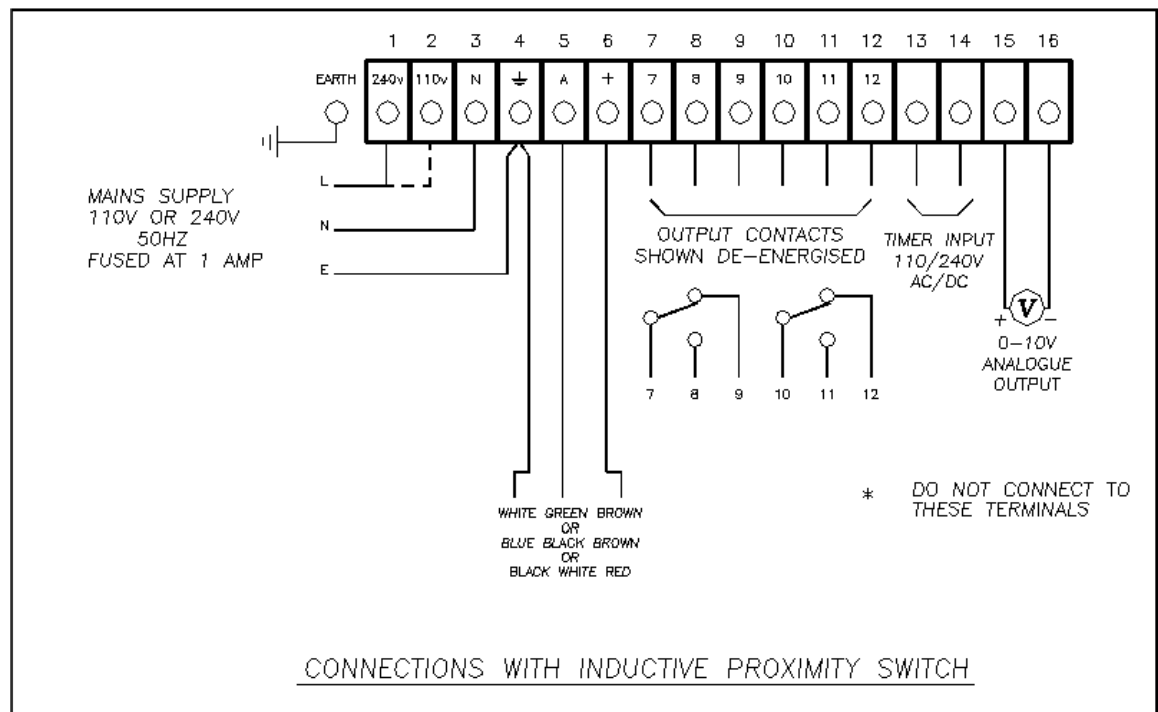 1 2 3 4 5 6 7 8 9 10 11 12 13 14 15 16
EARTH 240v 110v N A + 7 8 9 10 11 12
L
MAINS SUPPLY
110V OR 240V
50HZ
FUSED AT 1 AMP
N
E
OUTPUT CONTACTS
SHOWN DE-ENERGISED
TIMER INPUT
110/240V
AC/DC
+ V -
0-10V
ANALOGUE
OUTPUT
7 8 9 10 11 12
* DO NOT CONNECT TO
THESE TERMINALS
WHITE GREEN BROWN
OR
BLUE BLACK BROWN
OR
BLACK WHITE RED
CONNECTIONS WITH INDUCTIVE PROXIMITY SWITCH